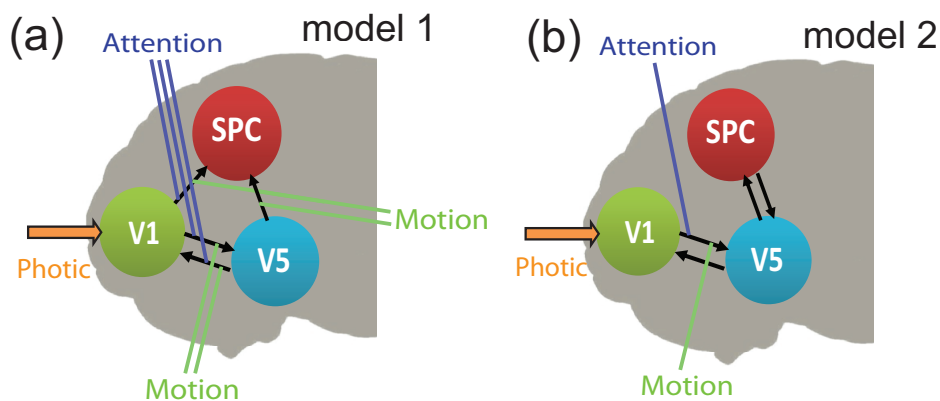 (a)
model 1
Attention
SPC
V1
V5
Motion
Photic
Motion
(b)
model 2
Attention
SPC
V1
V5
Photic
Motion